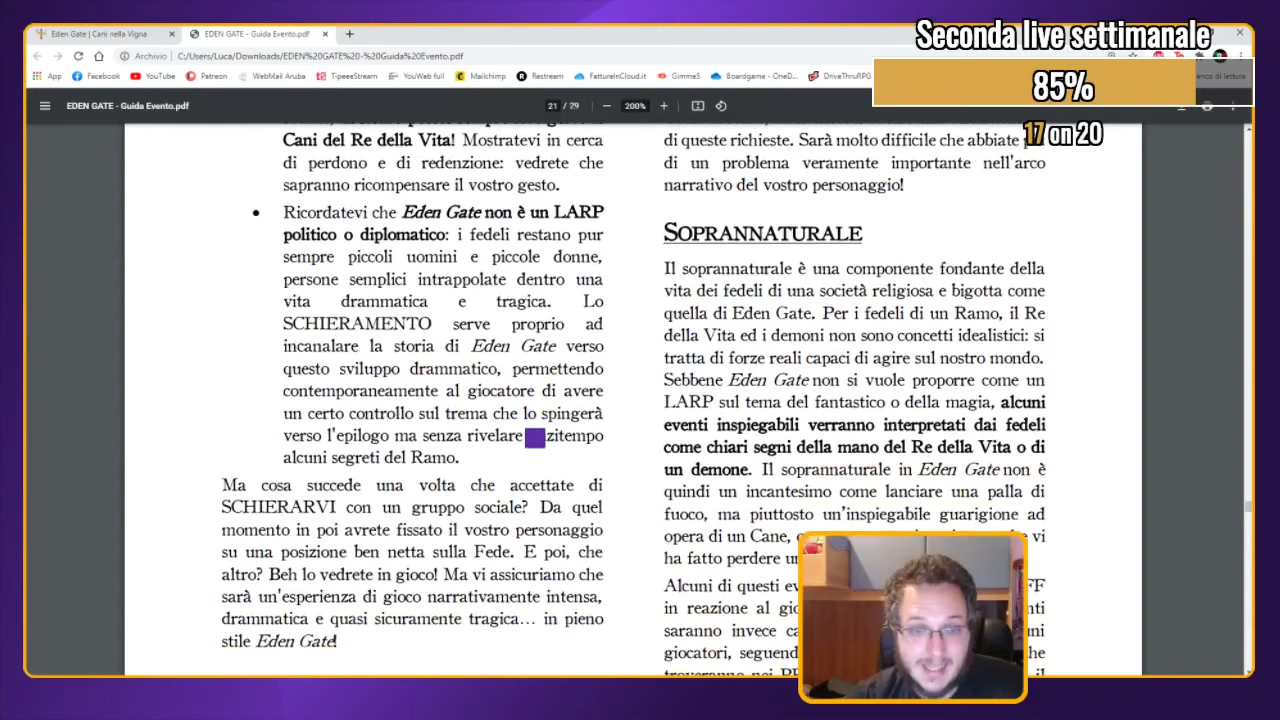 Seconda live settimanale
85%
17 on 20
Eden Gate | Cani nella Vigna
EDEN GATE - Guida Evento.pdf
Archivio | C:/Users/Luca/Downloads/EDEN%20GATE%20-%20Guida%20Evento.pdf
App Facebook YouTube Patreon WebMail Aruba TipeeeStream YouWeb full Mailchimp Restream FattureInCloud.it Gimme5 Boardgame - OneD... DriveThruRPG
EDEN GATE - Guida Evento.pdf 21 / 29 200%
Cani del Re della Vita! Mostratevi in cerca
di perdono e di redenzione: vedrete che
sapranno ricompensare il vostro gesto.
• Ricordatevi che Eden Gate non è un LARP
politico o diplomatico: i fedeli restano pur
sempre piccoli uomini e piccole donne,
persone semplici intrappolate dentro una
vita drammatica e tragica. Lo
SCHIERAMENTO serve proprio ad
incanalare la storia di Eden Gate verso
questo sviluppo drammatico, permettendo
contemporaneamente al giocatore di avere
un certo controllo sul trema che lo spingerà
verso l'epilogo ma senza rivelare zitempo
alcuni segreti del Ramo.
Ma cosa succede una volta che accettate di
SCHIERARVI con un gruppo sociale? Da quel
momento in poi avrete fissato il vostro personaggio
su una posizione ben netta sulla Fede. E poi, che
altro? Beh lo vedrete in gioco! Ma vi assicuriamo che
sarà un'esperienza di gioco narrativamente intensa,
drammatica e quasi sicuramente tragica... in pieno
stile Eden Gate!
di queste richieste. Sarà molto difficile che abbiate
di un problema veramente importante nell'arco
narrativo del vostro personaggio!
SOPRANNATURALE
Il soprannaturale è una componente fondante della
vita dei fedeli di una società religiosa e bigotta come
quella di Eden Gate. Per i fedeli di un Ramo, il Re
della Vita ed i demoni non sono concetti idealistici: si
tratta di forze reali capaci di agire sul nostro mondo.
Sebbene Eden Gate non si vuole proporre come un
LARP sul tema del fantastico o della magia, alcuni
eventi inspiegabili verranno interpretati dai fedeli
come chiari segni della mano del Re della Vita o di
un demone. Il soprannaturale in Eden Gate non è
quindi un incantesimo come lanciare una palla di
fuoco, ma piuttosto un'inspiegabile guarigione ad
opera di un Cane, vi
ha fatto perdere
Alcuni di questi FF
in reazione al
saranno invece
giocatori, seguend he